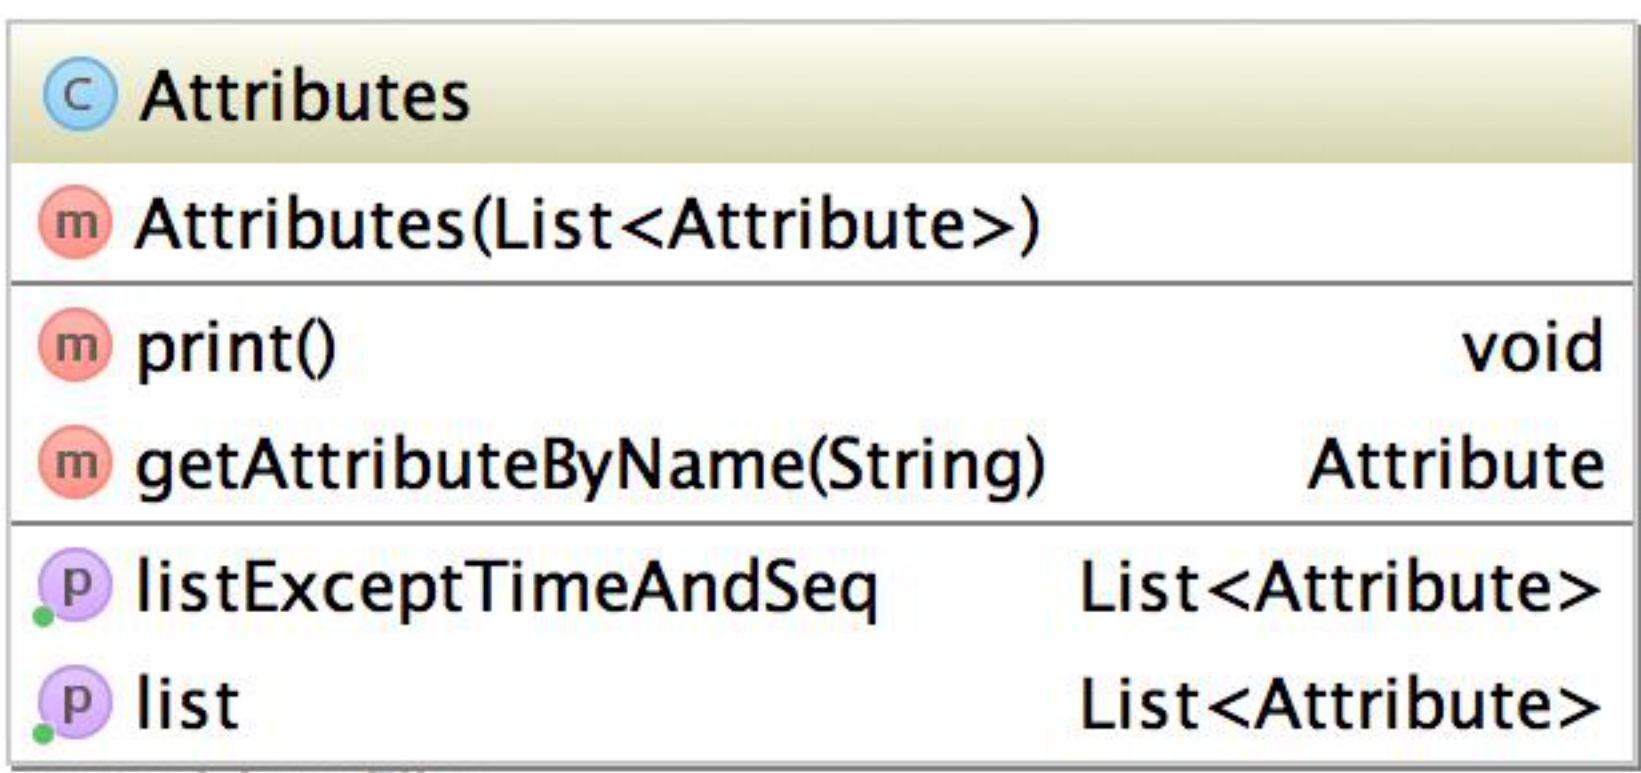 C Attributes
m Attributes(List<Attribute>)
m print() void
m getAttributeByName(String) Attribute
p listExceptTimeAndSeq List<Attribute>
p list List<Attribute>